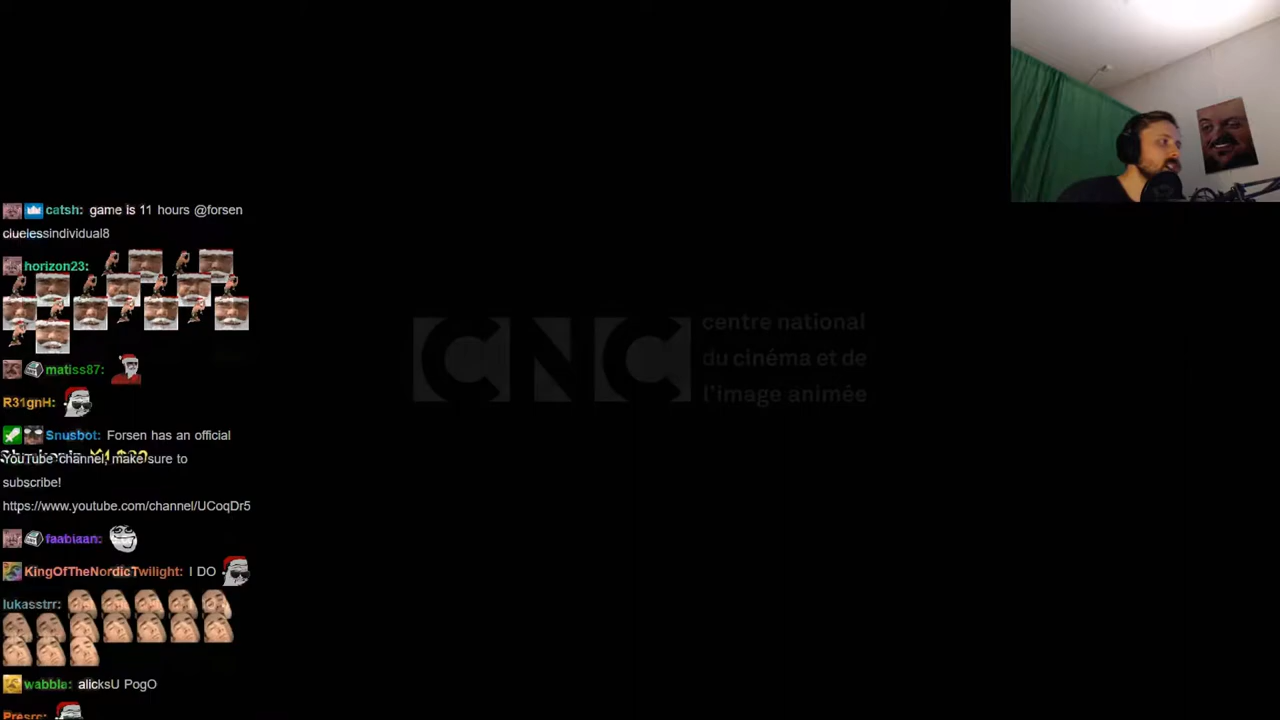 catsh: game is 11 hours @forsen
cluelessindividual8
horizon23:
matiss87:
R31gnH:
Snusbot: Forsen has an official
YouTube channel, make sure to
subscribe!
https://www.youtube.com/channel/UCoqDr5
faabiaan:
KingOfTheNordicTwilight: I DO
lukasstrr:
wabbla: alicksU PogO
Presrc:
CNC
centre national
du cinéma et de
l'image animée